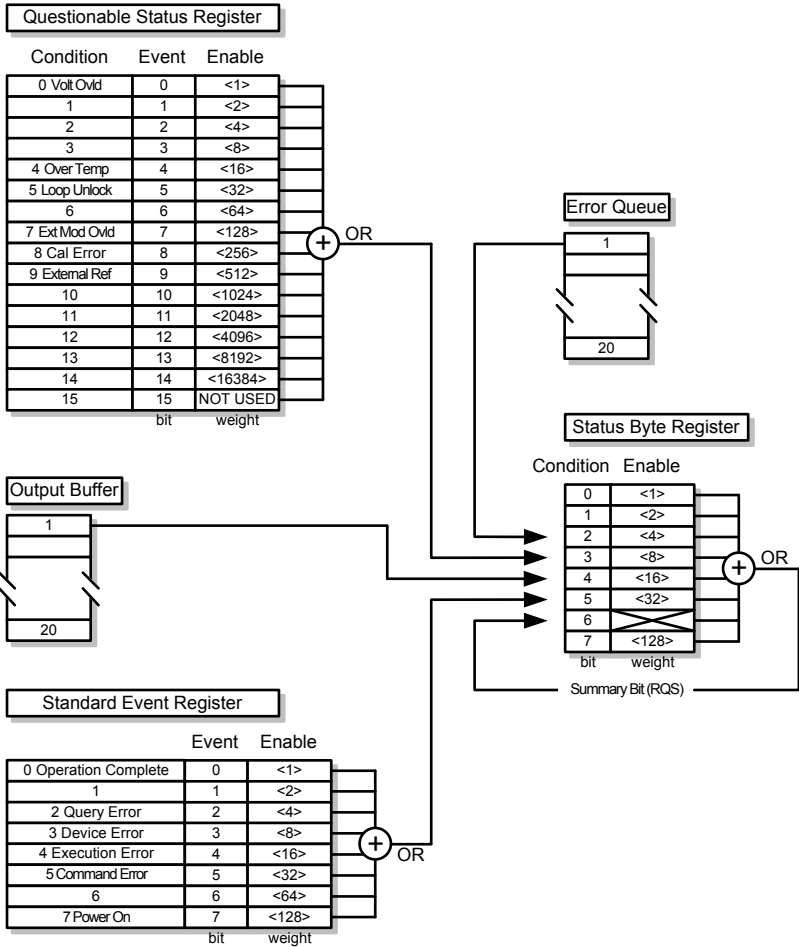 Questionable Status Register
Condition Event Enable
0 Volt Ovld 0 <1>
1 1 <2>
2 2 <4>
3 3 <8>
4 Over Temp 4 <16>
5 Loop Unlock 5 <32>
6 6 <64>
7 Ext Mod Ovld 7 <128>
8 Cal Error 8 <256>
9 External Ref 9 <512>
10 10 <1024>
11 11 <2048>
12 12 <4096>
13 13 <8192>
14 14 <16384>
15 15 NOT USED
bit weight
+ OR
Error Queue
1
20
Output Buffer
1
20
Status Byte Register
Condition Enable
0 <1>
1 <2>
2 <4>
3 <8>
4 <16>
5 <32>
6
7 <128>
bit weight
+ OR
Summary Bit (RQS)
Standard Event Register
Event Enable
0 Operation Complete 0 <1>
1 1 <2>
2 Query Error 2 <4>
3 Device Error 3 <8>
4 Execution Error 4 <16>
5 Command Error 5 <32>
6 6 <64>
7 Power On 7 <128>
bit weight
+ OR